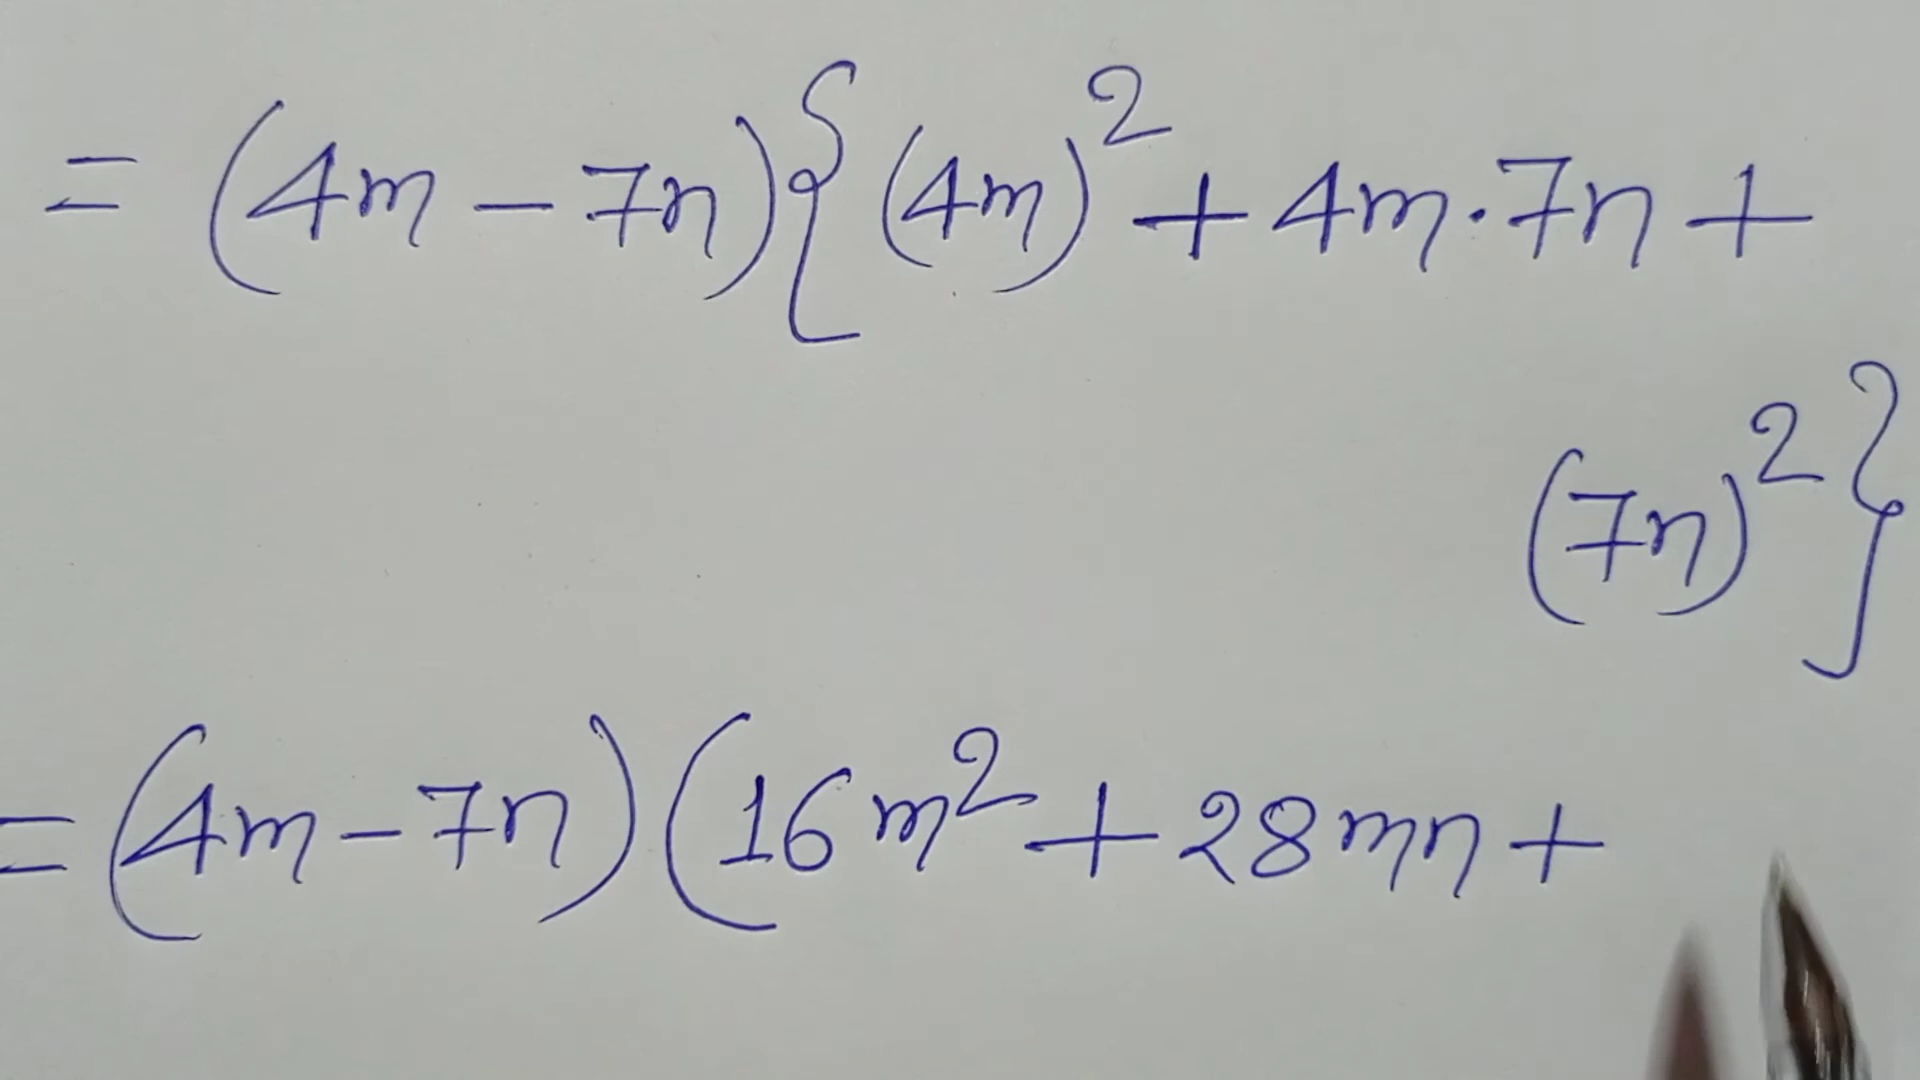 = (4m - 7n){(4m)² + 4m·7n +
(7n)²}
= (4m - 7n)(16m² + 28mn +